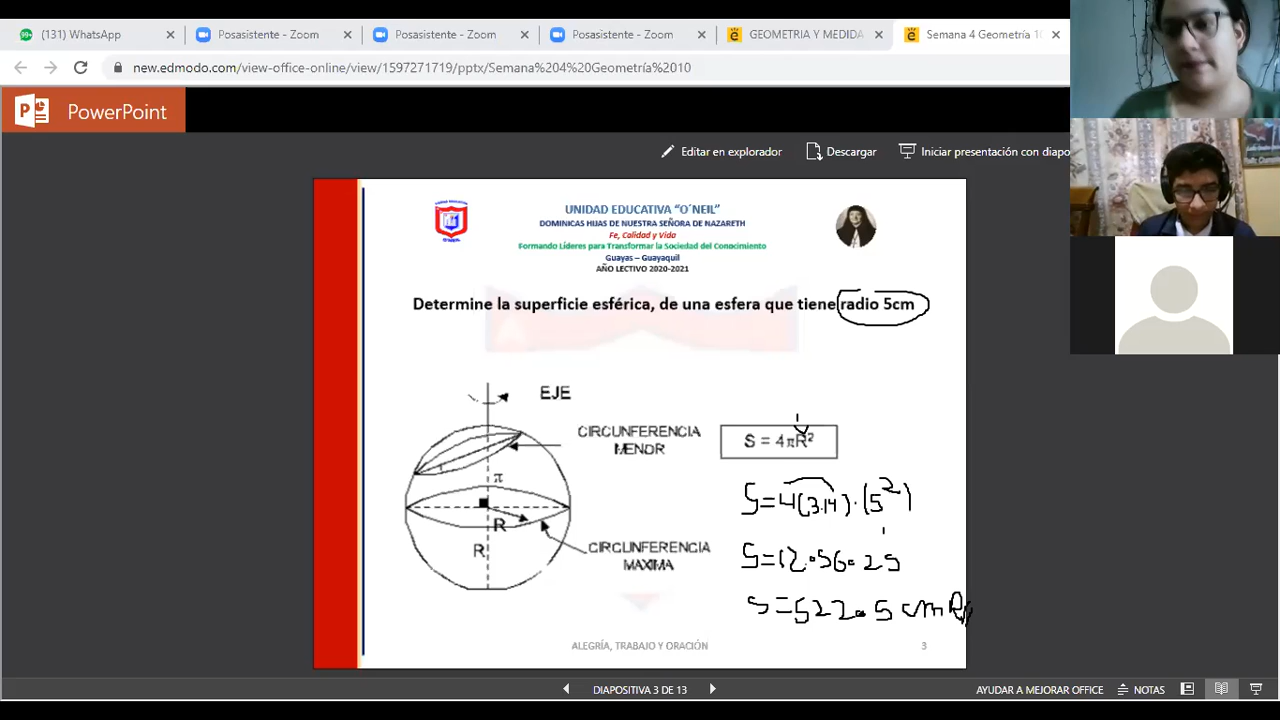 (131) WhatsApp
Posasistente - Zoom
Posasistente - Zoom
Posasistente - Zoom
GEOMETRIA Y MEDIDA
Semana 4 Geometría 10
new.edmodo.com/view-office-online/view/1597271719/pptx/Semana%204%20Geometría%2010
PowerPoint
Editar en explorador
Descargar
Iniciar presentación con diapo
UNIDAD EDUCATIVA “O´NEIL”
DOMINICAS HIJAS DE NUESTRA SEÑORA DE NAZARETH
Fe, Calidad y Vida
Formando Líderes para Transformar la Sociedad del Conocimiento
Guayas – Guayaquil
AÑO LECTIVO 2020-2021
Determine la superficie esférica, de una esfera que tiene radio 5cm
EJE
CIRCUNFERENCIA
MENOR
S = 4πR²
π
R
R
CIRCUNFERENCIA
MAXIMA
S=4(3.14).(5²)
S=12.56.25
S=522.5 cm R//
ALEGRÍA, TRABAJO Y ORACIÓN
3
DIAPOSITIVA 3 DE 13
AYUDAR A MEJORAR OFFICE
NOTAS